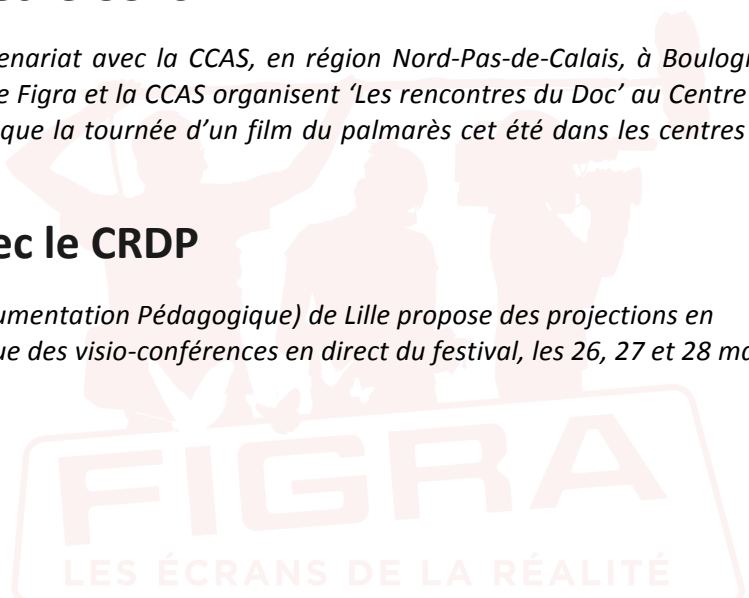 enariat avec la CCAS, en région Nord-Pas-de-Calais, à Boulogn
e Figra et la CCAS organisent ‘Les rencontres du Doc’ au Centre
que la tournée d’un film du palmarès cet été dans les centres
ec le CRDP
umentation Pédagogique) de Lille propose des projections en
ue des visio-conférences en direct du festival, les 26, 27 et 28 ma
FIGRA
LES ÉCRANS DE LA RÉALITÉ